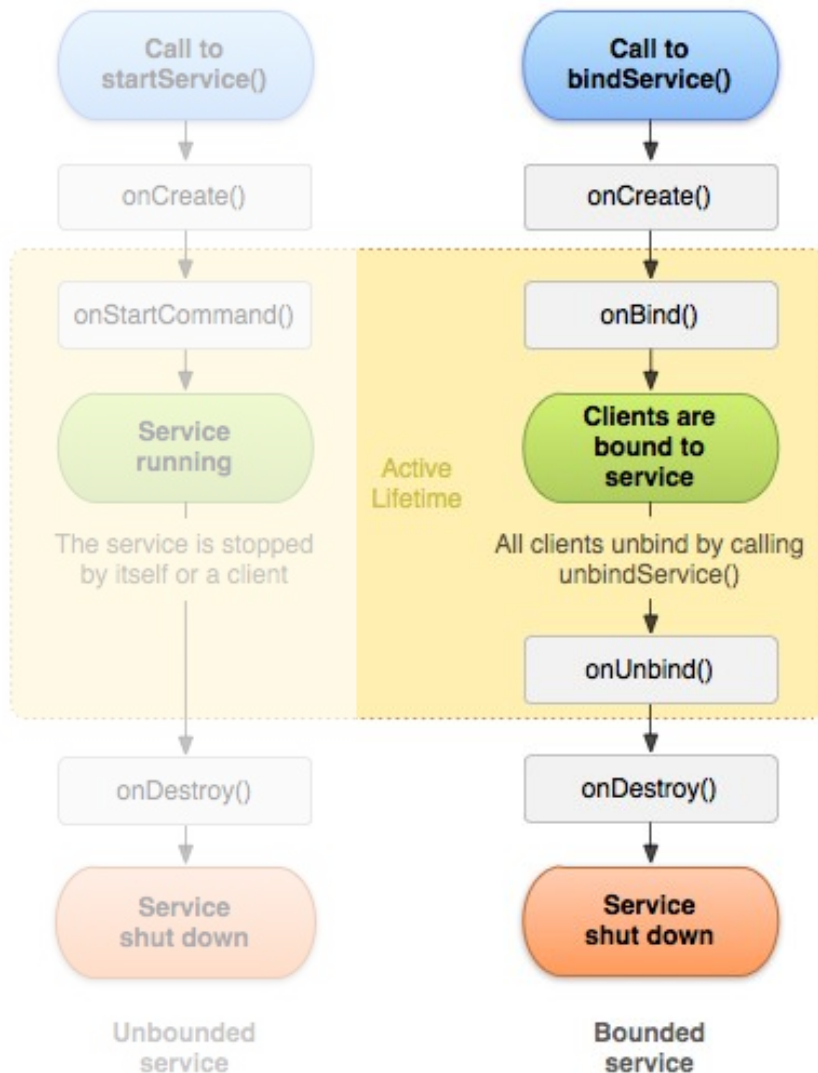 Call to
startService()
onCreate()
onStartCommand()
Service
running
The service is stopped
by itself or a client
onDestroy()
Service
shut down
Unbounded
service
Active
Lifetime
Call to
bindService()
onCreate()
onBind()
Clients are
bound to
service
All clients unbind by calling
unbindService()
onUnbind()
onDestroy()
Service
shut down
Bounded
service